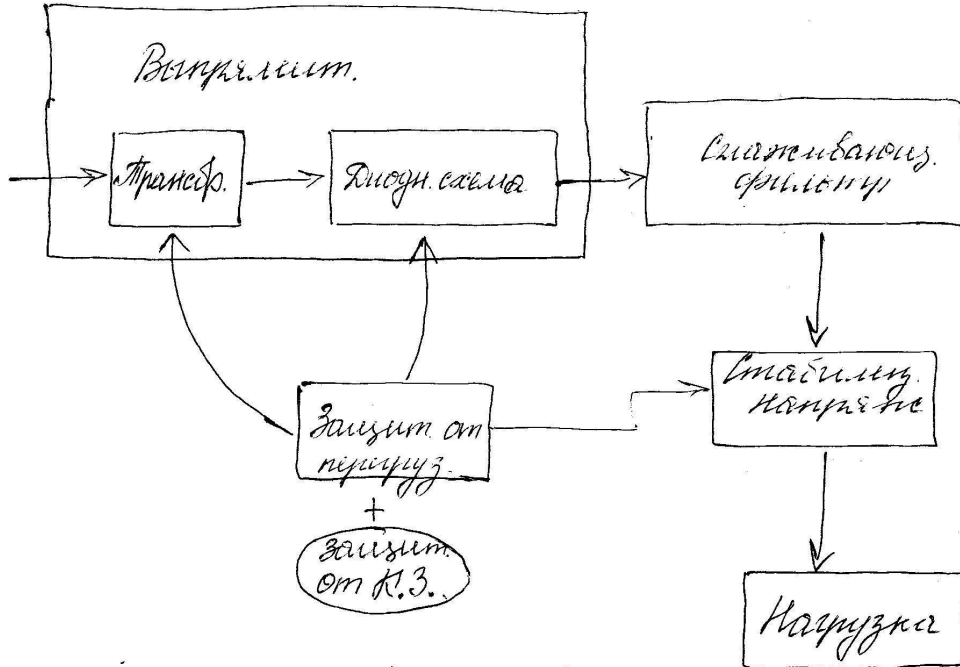 Выпрямит.
Трансф.
Диодн. схема
Сглаживающ.
фильтр
Стабилиз.
напряж
Защит. от
перегруз.
+
Защит.
от К.З.
Нагрузка